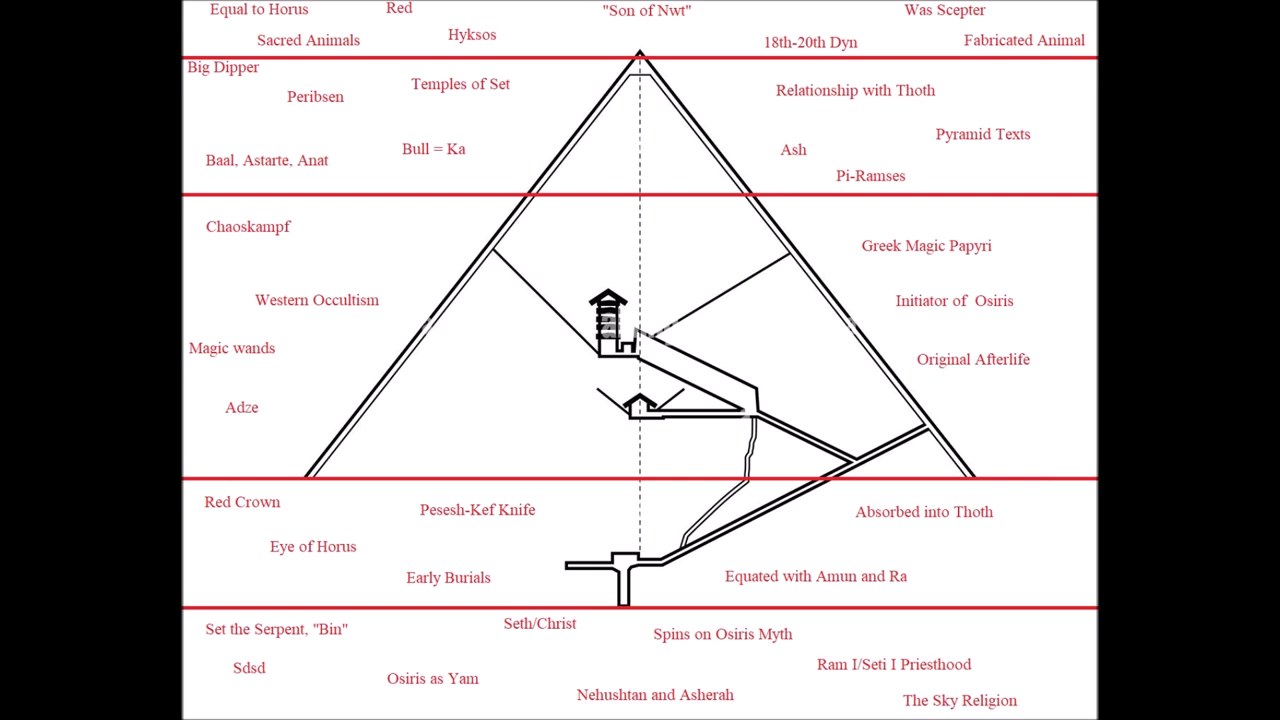 Equal to Horus
Red
"Son of Nwt"
Was Scepter
Sacred Animals
Hyksos
18th-20th Dyn
Fabricated Animal
Big Dipper
Temples of Set
Relationship with Thoth
Peribsen
Pyramid Texts
Bull = Ka
Ash
Baal, Astarte, Anat
Pi-Ramses
Chaoskampf
Greek Magic Papyri
Western Occultism
Initiator of Osiris
Magic wands
Original Afterlife
Adze
Red Crown
Pesesh-Kef Knife
Absorbed into Thoth
Eye of Horus
Early Burials
Equated with Amun and Ra
Set the Serpent, "Bin"
Seth/Christ
Spins on Osiris Myth
Sdsd
Ram I/Seti I Priesthood
Osiris as Yam
Nehushtan and Asherah
The Sky Religion